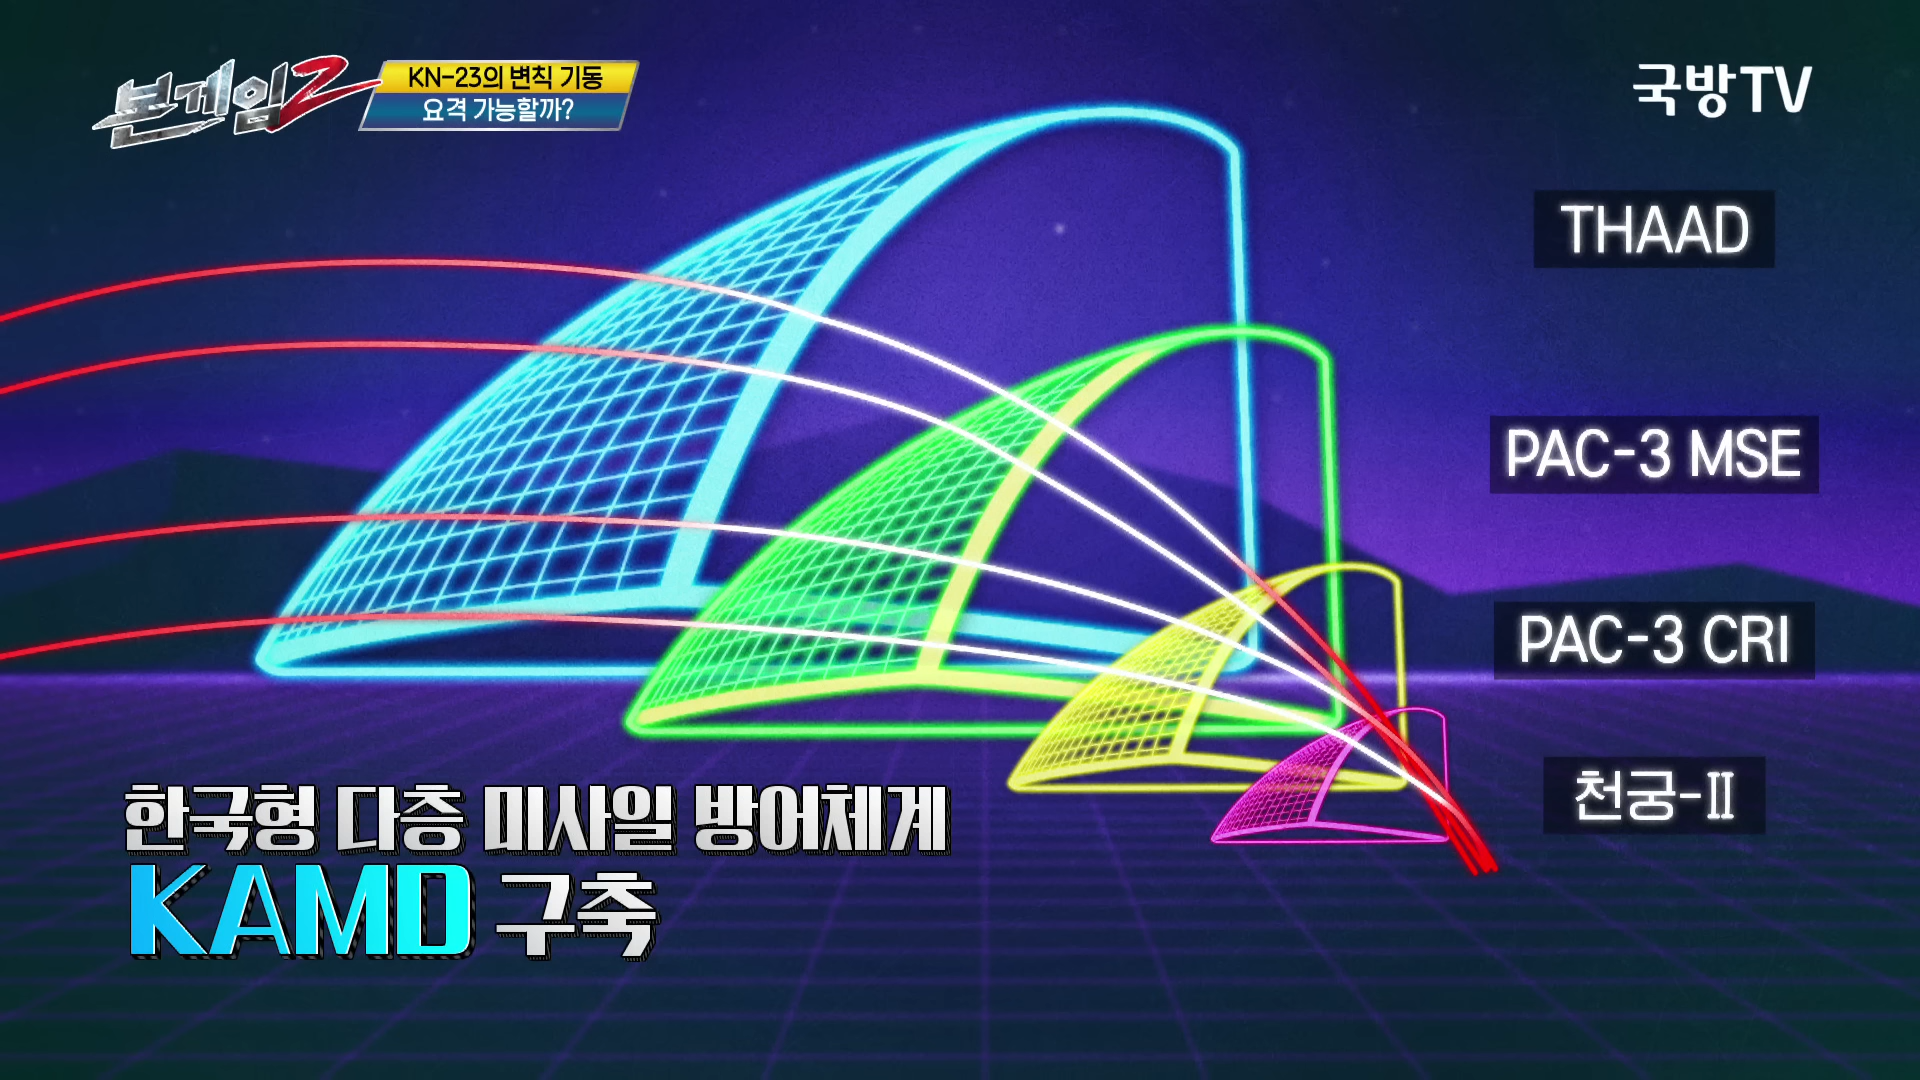 본게임2
KN-23의 변칙 기동
요격 가능할까?
국방TV
THAAD
PAC-3 MSE
PAC-3 CRI
천궁-Ⅱ
한국형 다층 미사일 방어체계
KAMD 구축